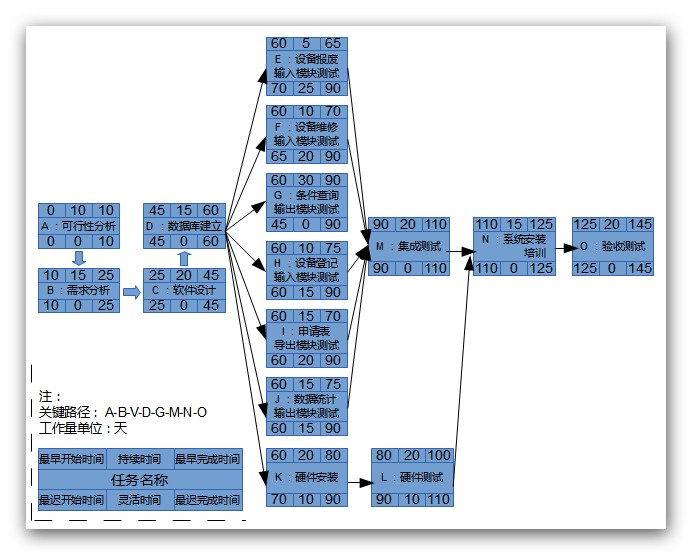 60 5 65
E：设备报废
输入模块测试
70 25 90
60 10 70
F：设备维修
输入模块测试
65 20 90
60 30 90
G：条件查询
输出模块测试
45 0 90
0 10 10
A：可行性分析
0 0 10
45 15 60
D：数据库建立
45 0 60
10 15 25
B：需求分析
10 0 25
25 20 45
C：软件设计
25 0 45
60 10 75
H：设备登记
输入模块测试
60 15 90
60 15 70
I：申请表
导出模块测试
60 20 90
60 15 75
J：数据统计
输出模块测试
60 15 90
60 20 80
K：硬件安装
70 10 90
80 20 100
L：硬件测试
90 10 110
90 20 110
M：集成测试
90 0 110
110 15 125
N：系统安装
培训
110 0 125
125 20 145
O：验收测试
125 0 145
注：
关键路径： A-B-V-D-G-M-N-O
工作量单位：天
最早开始时间 持续时间 最早完成时间
任务名称
最迟开始时间 灵活时间 最迟完成时间